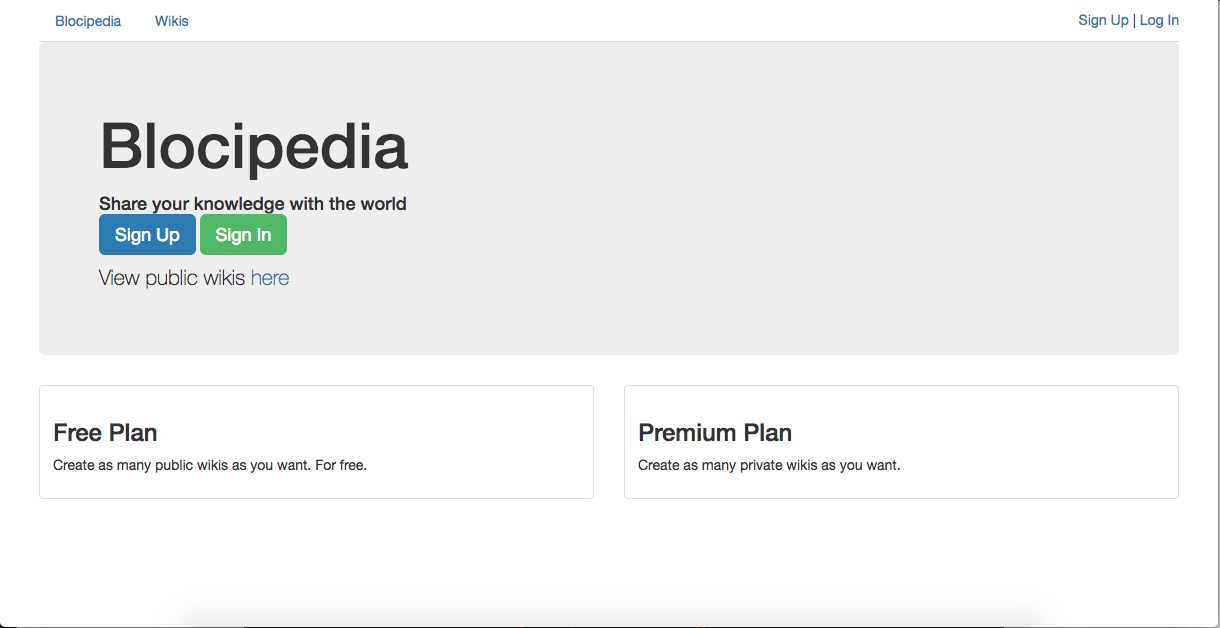 Blocipedia Wikis Sign Up | Log In
Blocipedia
Share your knowledge with the world
Sign Up Sign In
View public wikis here
Free Plan
Create as many public wikis as you want. For free.
Premium Plan
Create as many private wikis as you want.